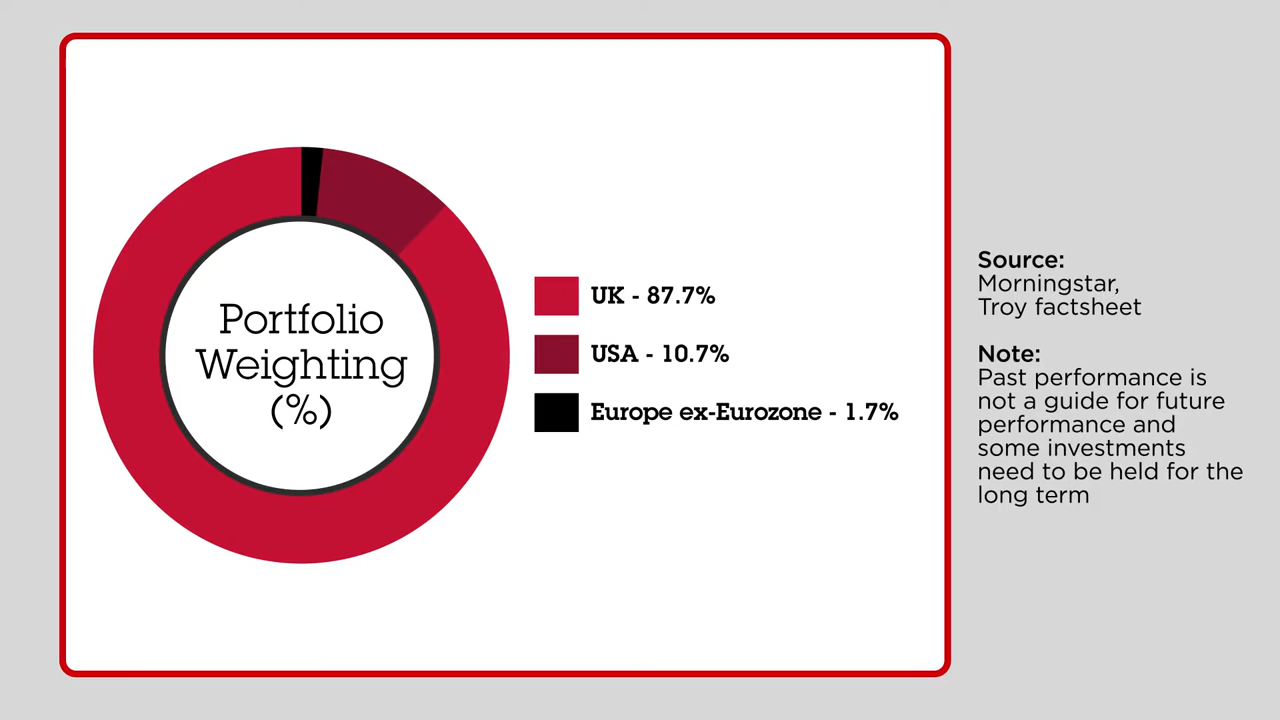 Portfolio
Weighting
(%)
UK - 87.7%
USA - 10.7%
Europe ex-Eurozone - 1.7%
Source:
Morningstar,
Troy factsheet
Note:
Past performance is
not a guide for future
performance and
some investments
need to be held for the
long term